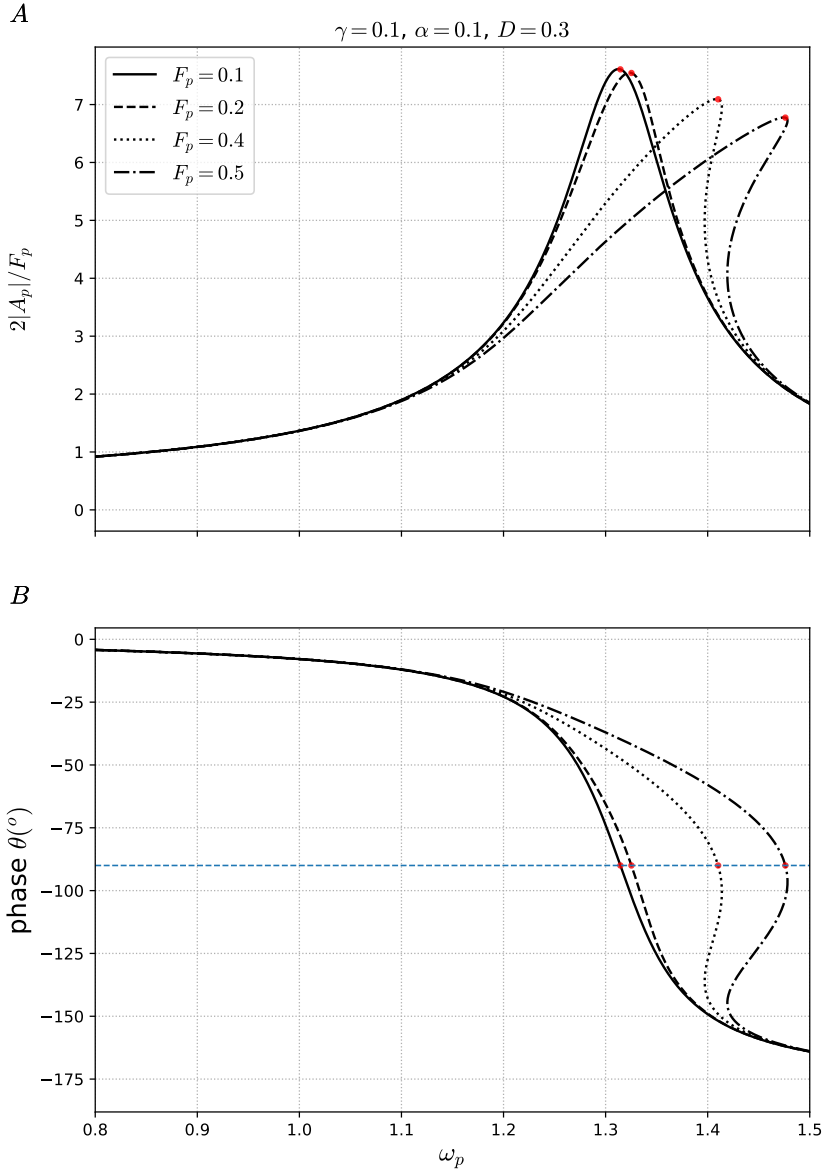 A
γ = 0.1, α = 0.1, D = 0.3
F_p = 0.1
F_p = 0.2
F_p = 0.4
F_p = 0.5
7
6
5
4
3
2
1
0
2|A_p|/F_p
B
0
−25
−50
−75
−100
−125
−150
−175
phase θ(°)
0.8 0.9 1.0 1.1 1.2 1.3 1.4 1.5
ω_p